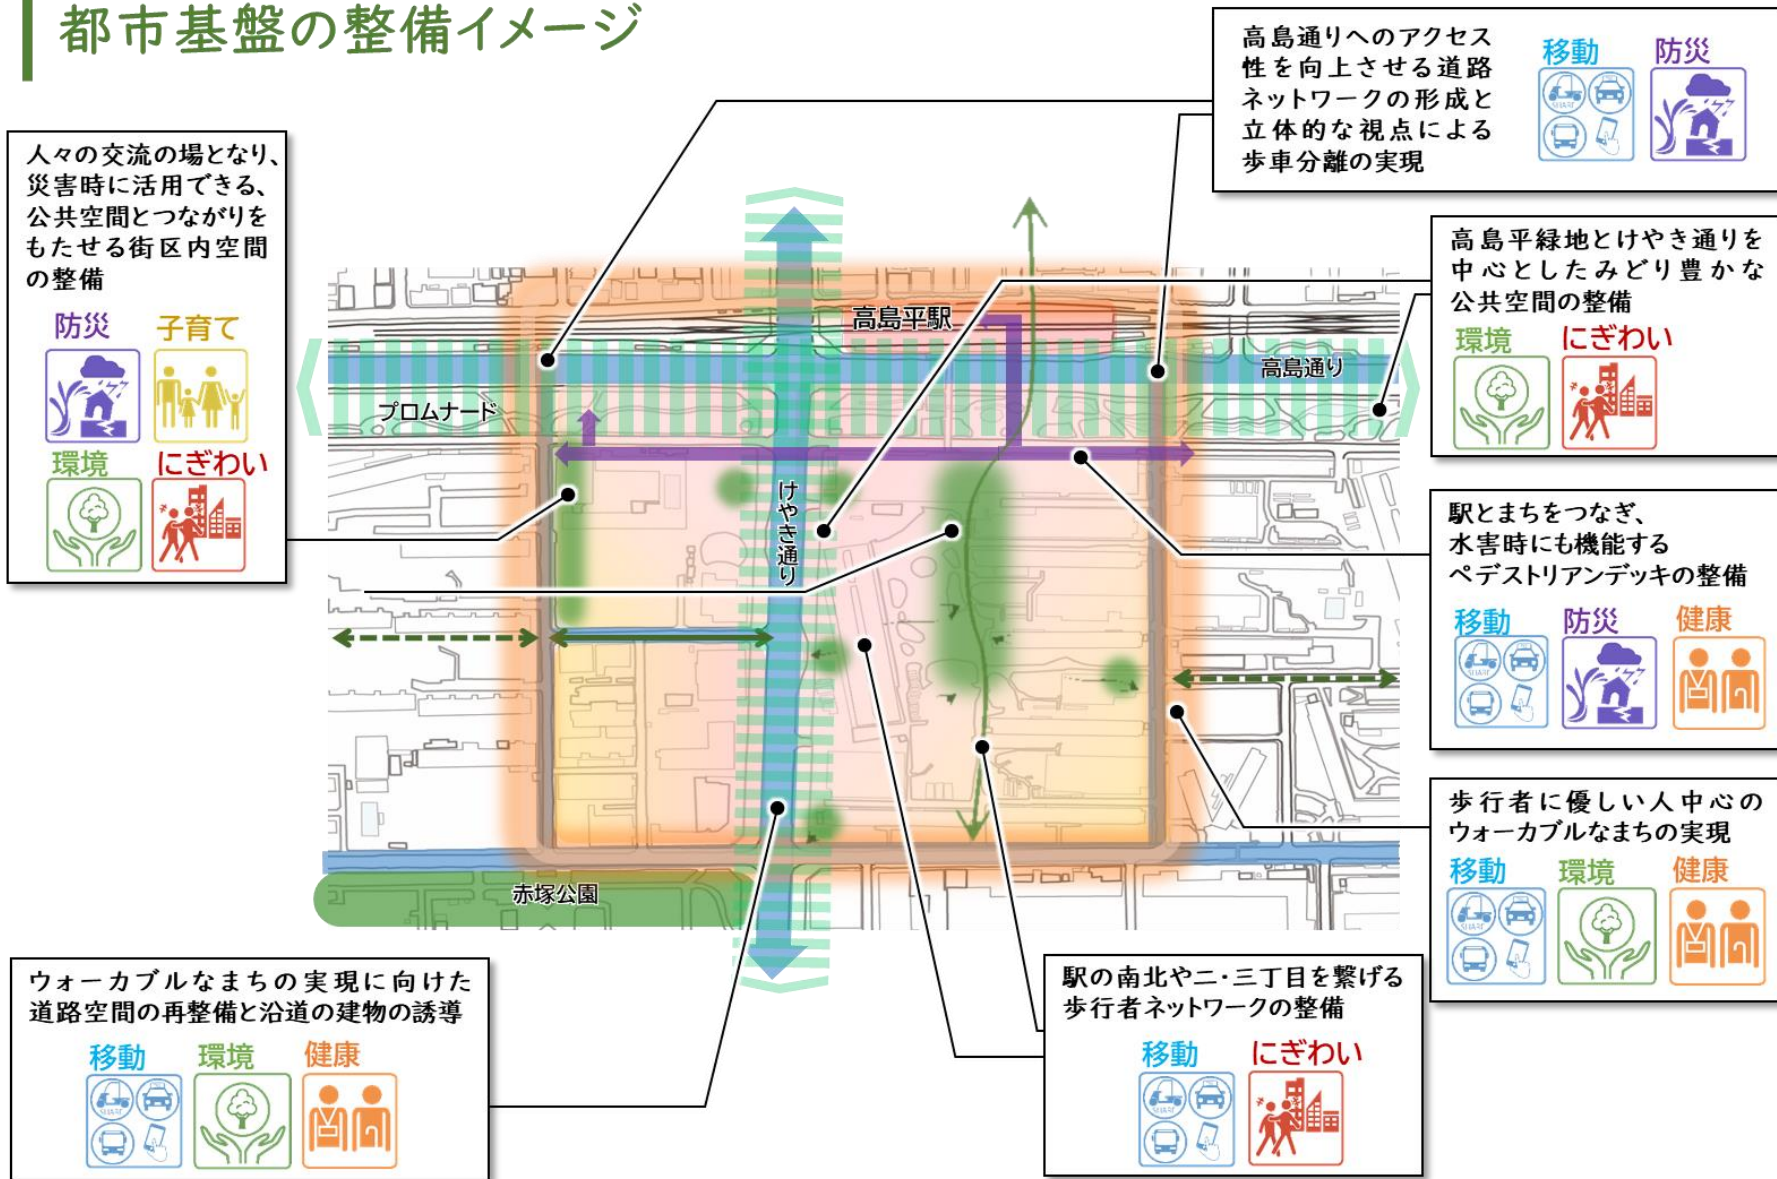 都市基盤の整備イメージ
高島通りへのアクセス
性を向上させる道路
ネットワークの形成と
立体的な視点による
歩車分離の実現
移動
SHARE
防災
人々の交流の場となり、
災害時に活用できる、
公共空間とつながりを
もたせる街区内空間
の整備
防災
子育て
環境
にぎわい
高島平緑地とけやき通りを
中心としたみどり豊かな
公共空間の整備
環境
にぎわい
高島平駅
高島通り
プロムナード
けやき通り
赤塚公園
駅とまちをつなぎ、
水害時にも機能する
ペデストリアンデッキの整備
移動
SHARE
防災
健康
歩行者に優しい人中心の
ウォーカブルなまちの実現
移動
SHARE
環境
健康
ウォーカブルなまちの実現に向けた
道路空間の再整備と沿道の建物の誘導
移動
SHARE
環境
健康
駅の南北や二・三丁目を繋げる
歩行者ネットワークの整備
移動
SHARE
にぎわい